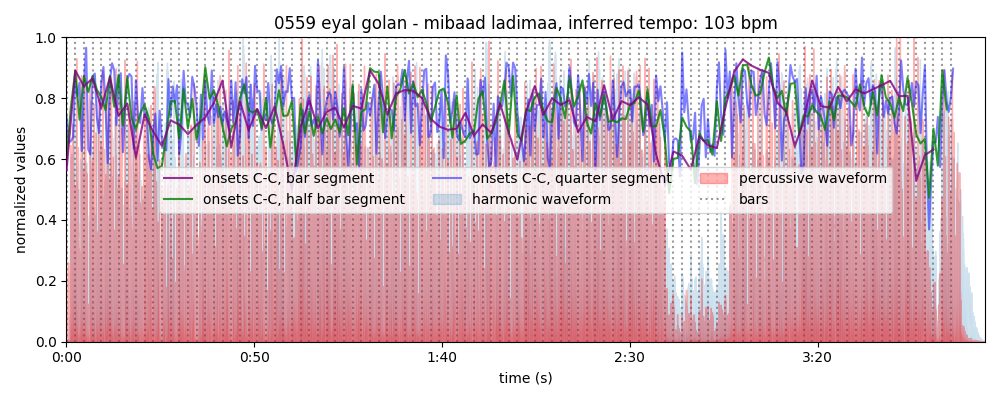 0559 eyal golan - mibaad ladimaa, inferred tempo: 103 bpm
1.0
0.8
0.6
0.4
0.2
0.0
normalized values
onsets C-C, bar segment
onsets C-C, half bar segment
onsets C-C, quarter segment
harmonic waveform
percussive waveform
bars
0:00 0:50 1:40 2:30 3:20
time (s)